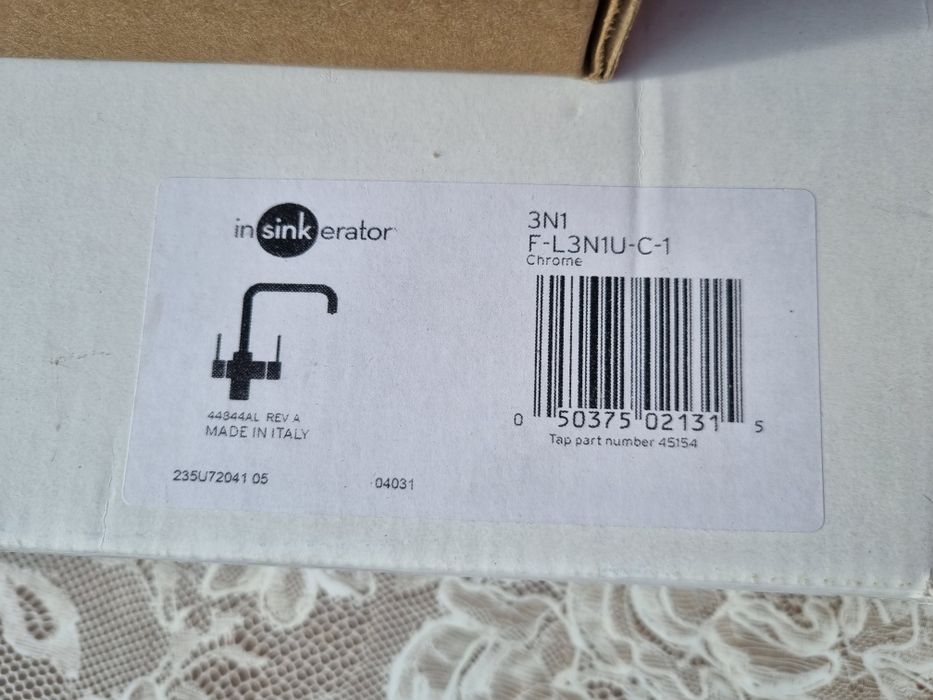 insinkerator
3N1
F-L3N1U-C-1
Chrome
0 50375 02131 5
Tap part number 45154
44844AL REV A
MADE IN ITALY
235U72041 05
04031